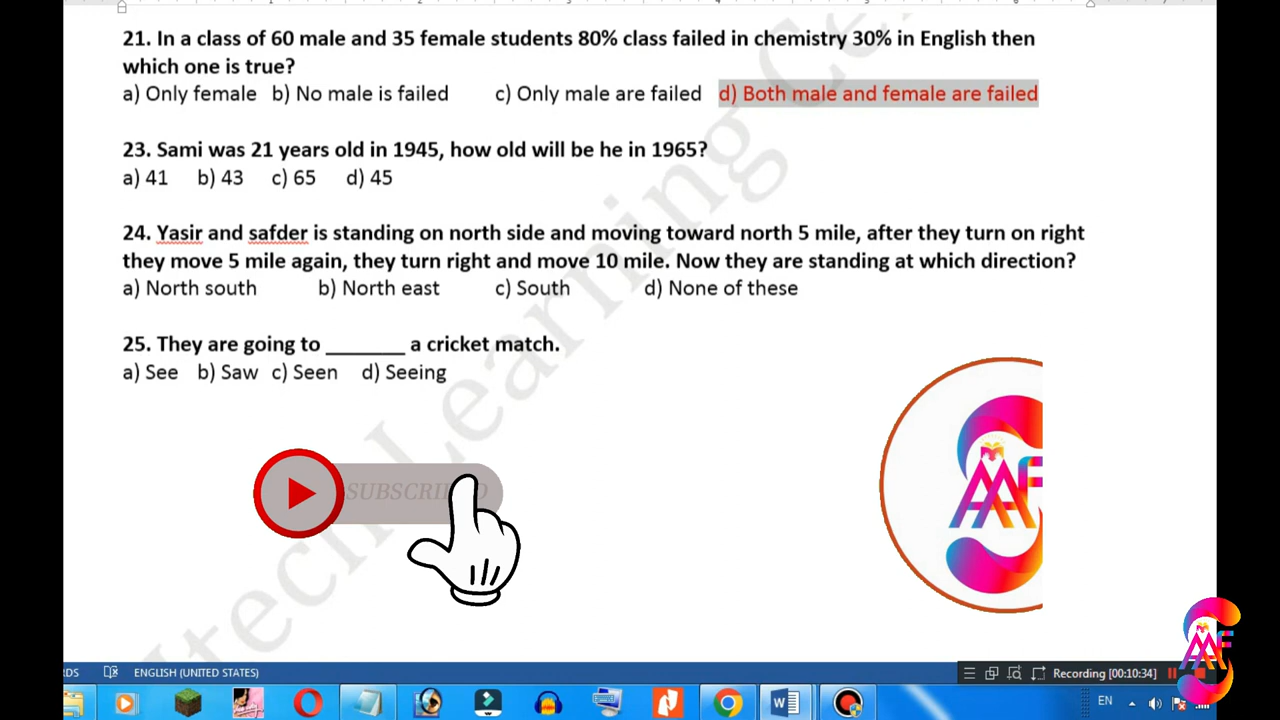 21. In a class of 60 male and 35 female students 80% class failed in chemistry 30% in English then
which one is true?
a) Only female b) No male is failed c) Only male are failed d) Both male and female are failed
23. Sami was 21 years old in 1945, how old will be he in 1965?
a) 41 b) 43 c) 65 d) 45
24. Yasir and safder is standing on north side and moving toward north 5 mile, after they turn on right
they move 5 mile again, they turn right and move 10 mile. Now they are standing at which direction?
a) North south b) North east c) South d) None of these
25. They are going to _______ a cricket match.
a) See b) Saw c) Seen d) Seeing
ENGLISH (UNITED STATES)
Recording [00:10:34]
EN